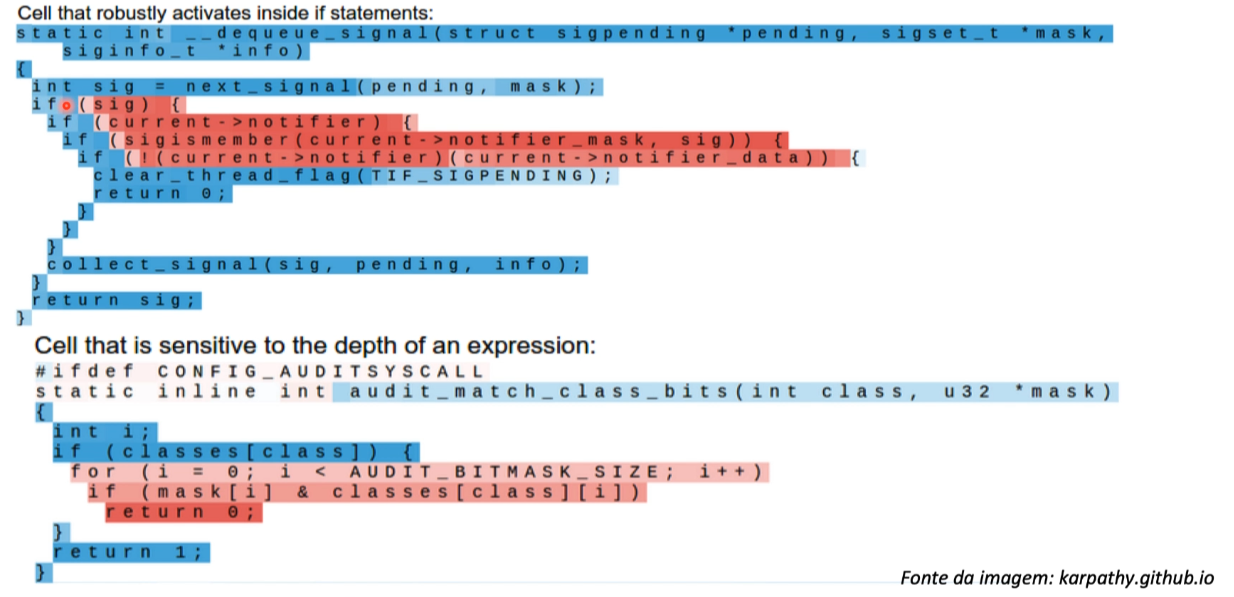 Cell that robustly activates inside if statements:
static int __dequeue_signal(struct sigpending *pending, sigset_t *mask,
siginfo_t *info)
{
int sig = next_signal(pending, mask);
if (sig) {
if (current->notifier) {
if (sigismember(current->notifier_mask, sig)) {
if (!(current->notifier)(current->notifier_data)) {
clear_thread_flag(TIF_SIGPENDING);
return 0;
}
}
}
collect_signal(sig, pending, info);
}
return sig;
}
Cell that is sensitive to the depth of an expression:
#ifdef CONFIG_AUDITSYSCALL
static inline int audit_match_class_bits(int class, u32 *mask)
{
int i;
if (classes[class]) {
for (i = 0; i < AUDIT_BITMASK_SIZE; i++)
if (mask[i] & classes[class][i])
return 0;
}
return 1;
}
Fonte da imagem: karpathy.github.io